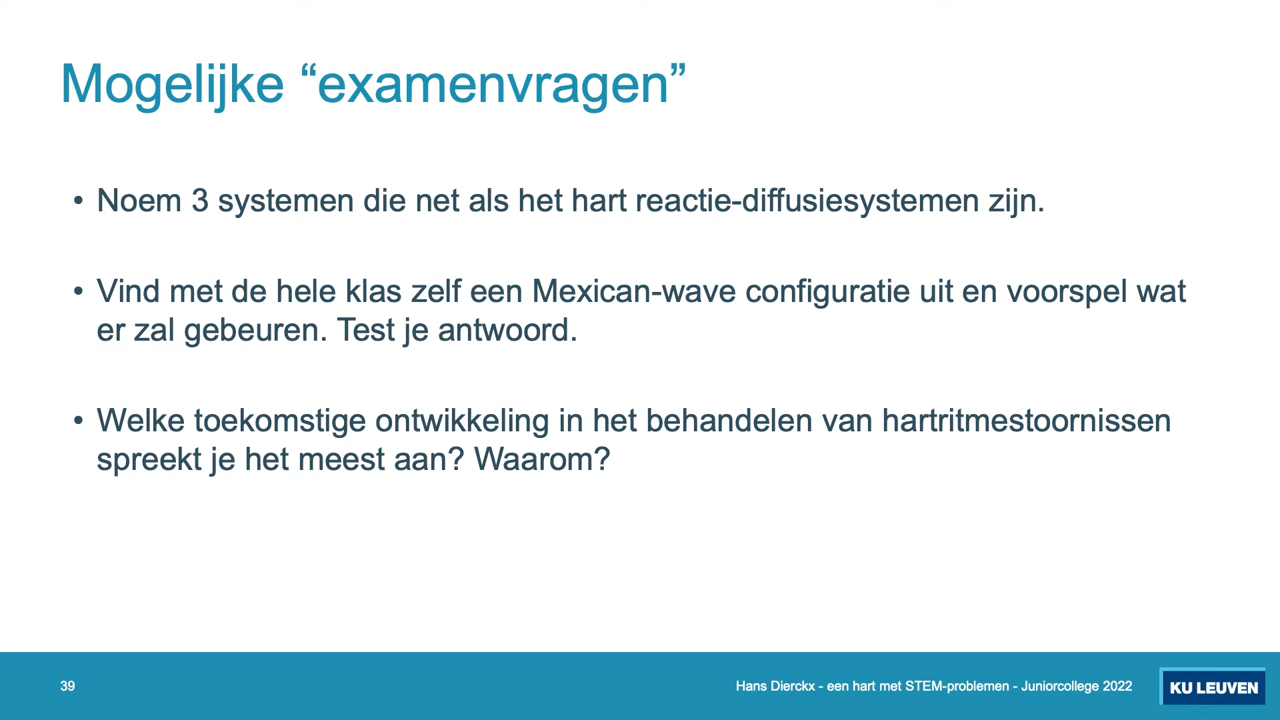 Mogelijke “examenvragen”
• Noem 3 systemen die net als het hart reactie-diffusiesystemen zijn.
• Vind met de hele klas zelf een Mexican-wave configuratie uit en voorspel wat
er zal gebeuren. Test je antwoord.
• Welke toekomstige ontwikkeling in het behandelen van hartritmestoornissen
spreekt je het meest aan? Waarom?
39
Hans Dierckx - een hart met STEM-problemen - Juniorcollege 2022
KU LEUVEN